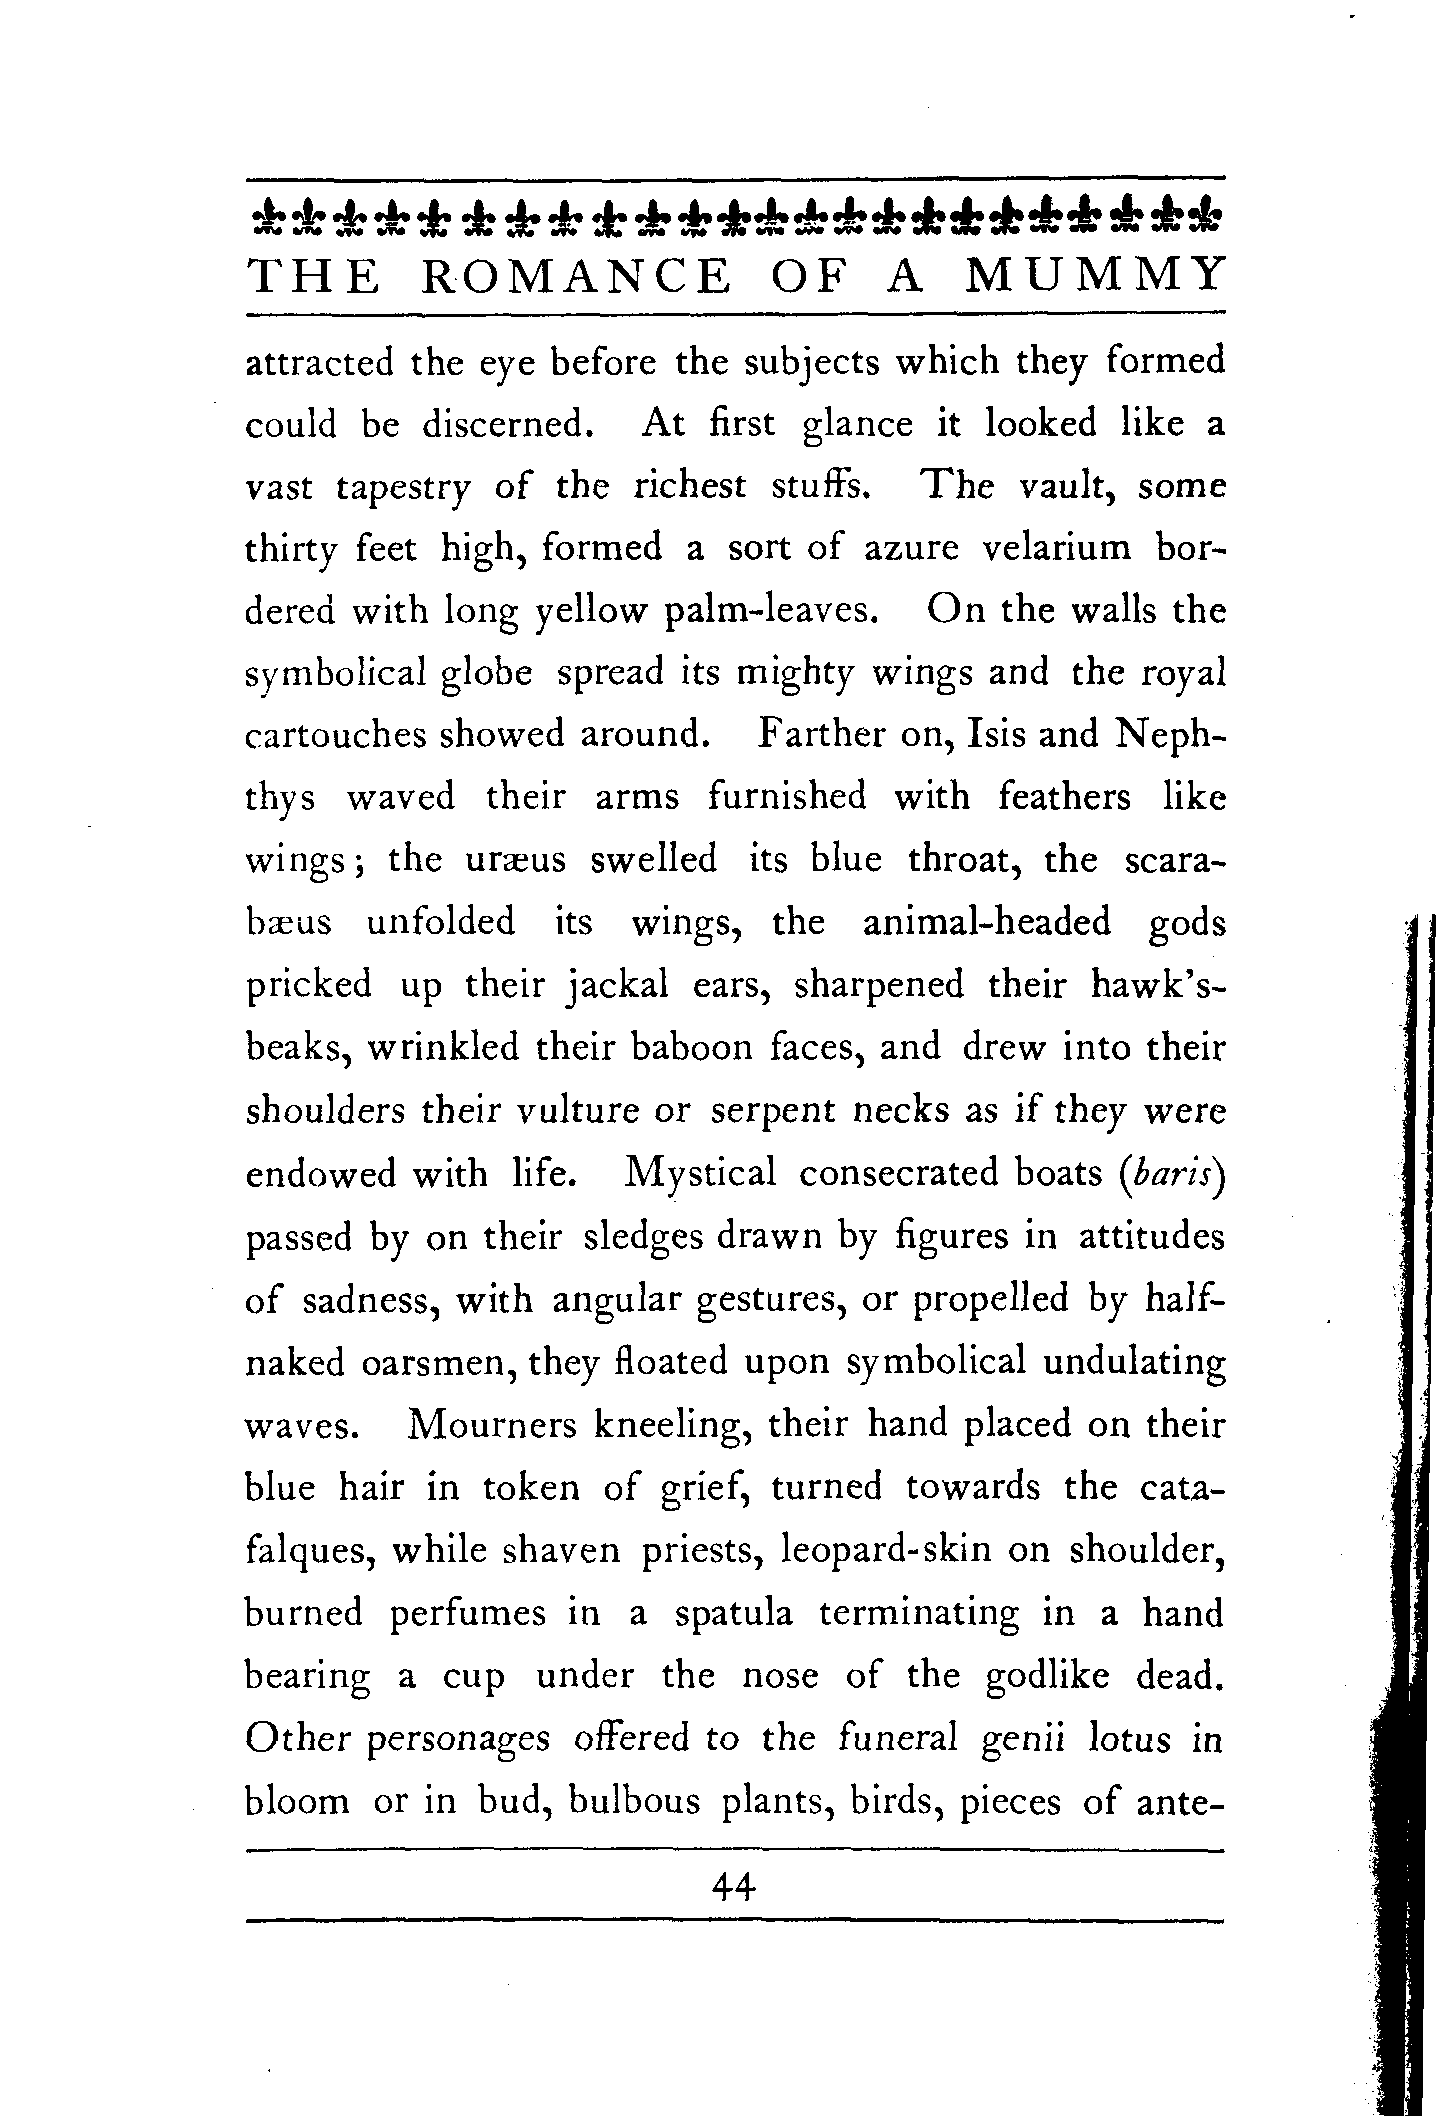 THE ROMANCE OF A MUMMY
attracted the eye before the subjects which they formed
could be discerned. At first glance it looked like a
vast tapestry of the richest stuffs. The vault, some
thirty feet high, formed a sort of azure velarium bor-
dered with long yellow palm-leaves. On the walls the
symbolical globe spread its mighty wings and the royal
cartouches showed around. Farther on, Isis and Neph-
thys waved their arms furnished with feathers like
wings; the uræus swelled its blue throat, the scara-
bæus unfolded its wings, the animal-headed gods
pricked up their jackal ears, sharpened their hawk's-
beaks, wrinkled their baboon faces, and drew into their
shoulders their vulture or serpent necks as if they were
endowed with life. Mystical consecrated boats (baris)
passed by on their sledges drawn by figures in attitudes
of sadness, with angular gestures, or propelled by half-
naked oarsmen, they floated upon symbolical undulating
waves. Mourners kneeling, their hand placed on their
blue hair in token of grief, turned towards the cata-
falques, while shaven priests, leopard-skin on shoulder,
burned perfumes in a spatula terminating in a hand
bearing a cup under the nose of the godlike dead.
Other personages offered to the funeral genii lotus in
bloom or in bud, bulbous plants, birds, pieces of ante-
44